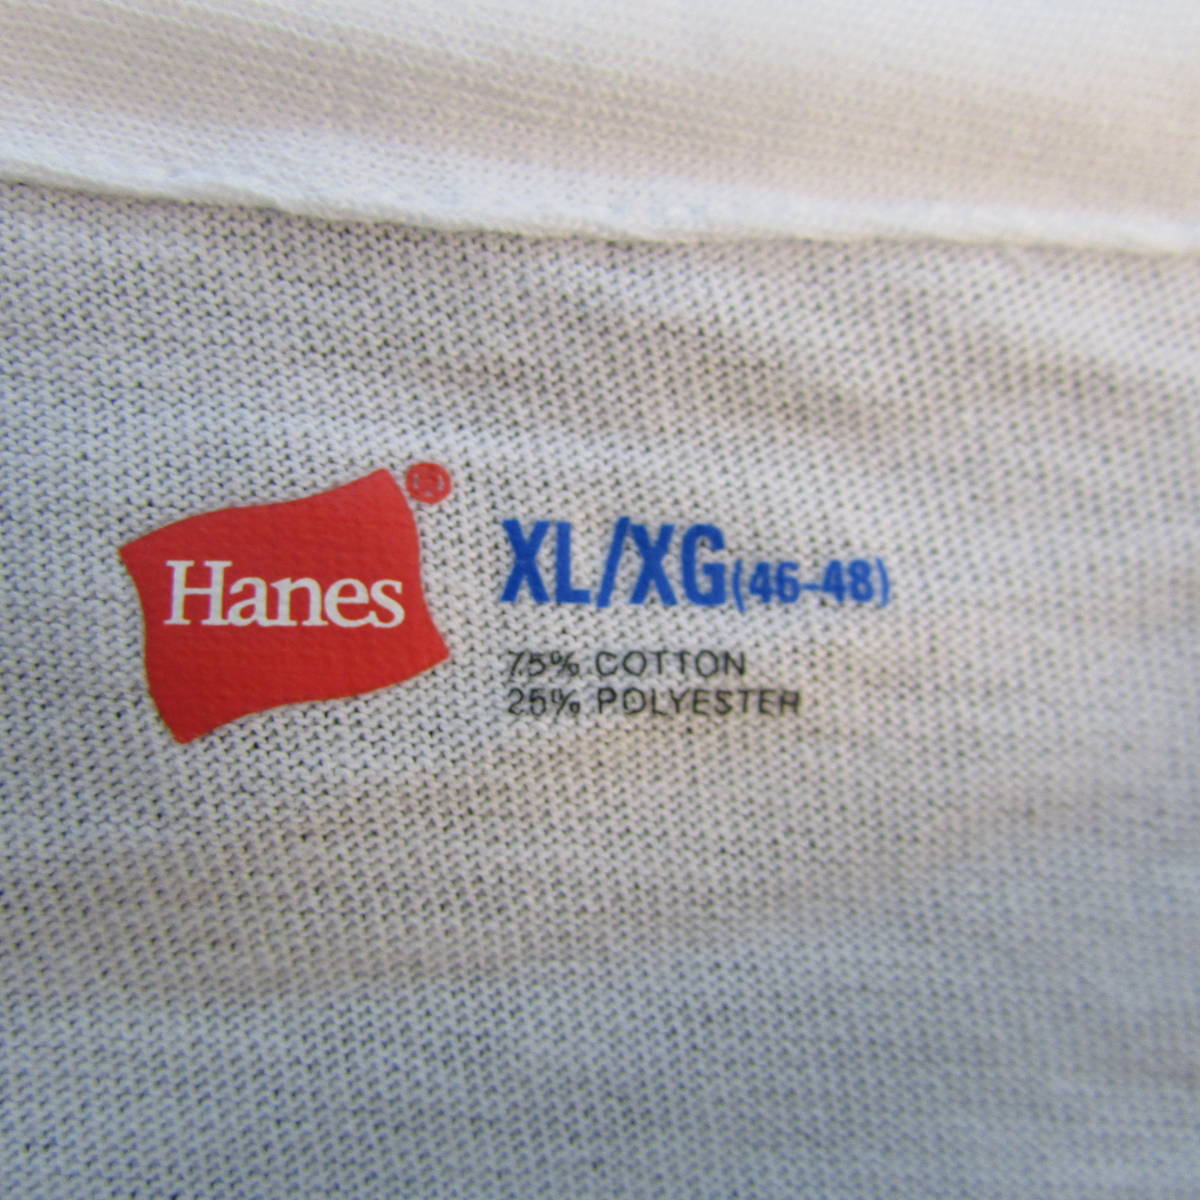 Hanes®
XL/XG(46-48)
75% COTTON
25% POLYESTER